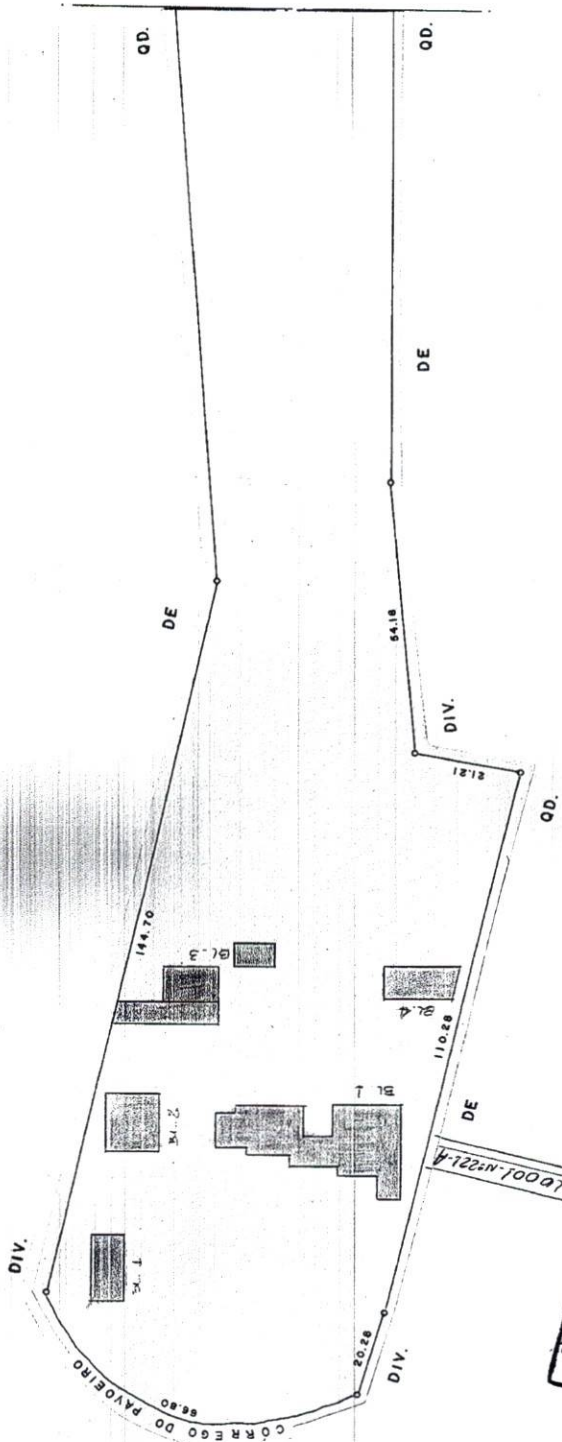 QD.
QD.
DE
DE
54.18
DIV.
21.21
QD.
144.70
BL.3
BL.4
110.28
BL.2
BL 1
DE
BL.1
DIV.
CÓRREGO DO PAVOEIRO
66.80
20.28
DIV.